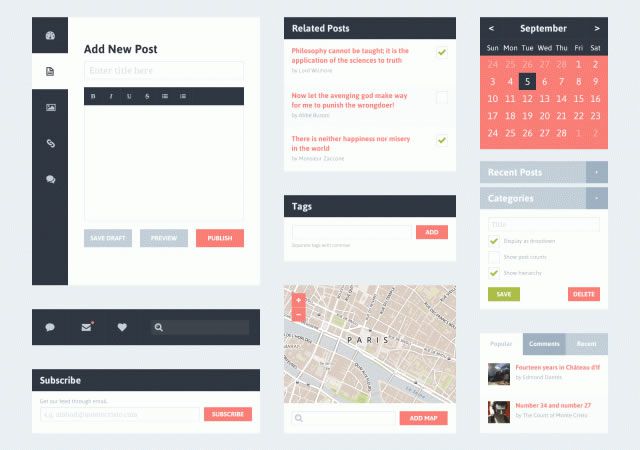 Add New Post
Enter title here
B I U S
SAVE DRAFT
PREVIEW
PUBLISH
Subscribe
Get our feed through email.
SUBSCRIBE
Related Posts
Philosophy cannot be taught; it is the
application of the sciences to truth
by Lord Wilmore
Now let the avenging god make way
for me to punish the wrongdoer!
by Abbé Busoni
There is neither happiness nor misery
in the world
by Monsieur Zaccone
Tags
ADD
Separate tags with commas
+
−
PARIS
ADD MAP
< September >
Sun Mon Tue Wed Thu Fri Sat
24 25 26 27 28 1 2
3 4 5 6 7 8 9
10 11 12 13 14 15 16
17 18 19 20 21 22 23
24 25 26 27 28 1 2
Recent Posts
Categories
Title
Display as dropdown
Show post counts
Show hierarchy
SAVE
DELETE
Popular
Comments
Recent
Fourteen years in Château d'If
by Edmond Dantès
Number 34 and number 27
by The Count of Monte Cristo